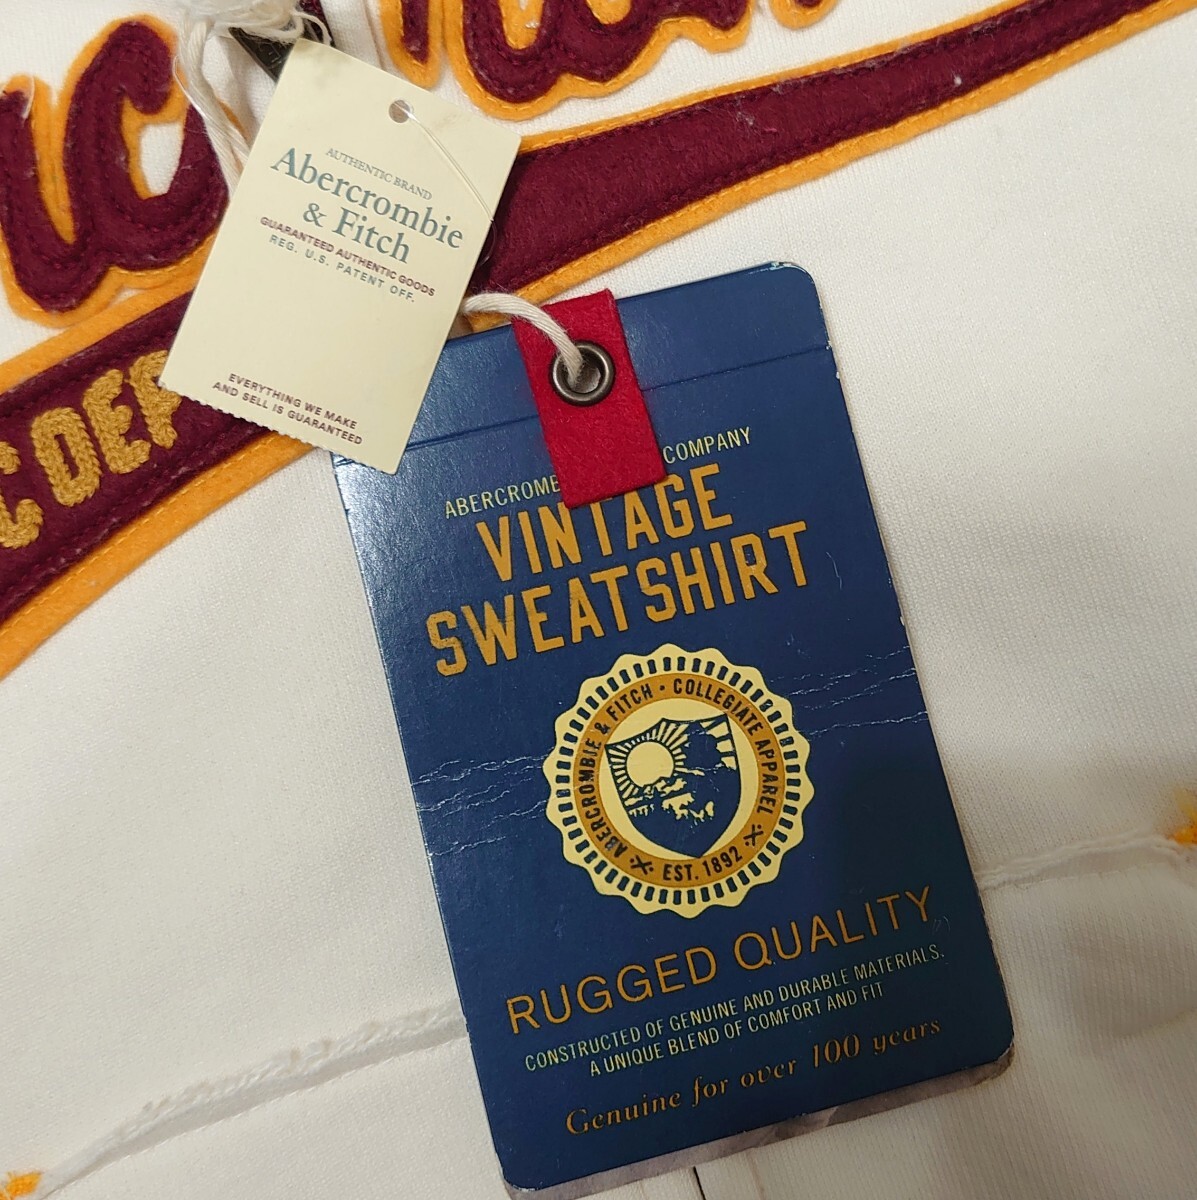 AUTHENTIC BRAND
Abercrombie
& Fitch
GUARANTEED AUTHENTIC GOODS
REG. U.S. PATENT OFF.
EVERYTHING WE MAKE
AND SELL IS GUARANTEED
DEP
COMPANY
VINTAGE
SWEATSHIRT
ABERCROMBIE & FITCH • COLLEGIATE APPAREL
EST. 1892
RUGGED QUALITY
CONSTRUCTED OF GENUINE AND DURABLE MATERIALS.
A UNIQUE BLEND OF COMFORT AND FIT
Genuine for over 100 years